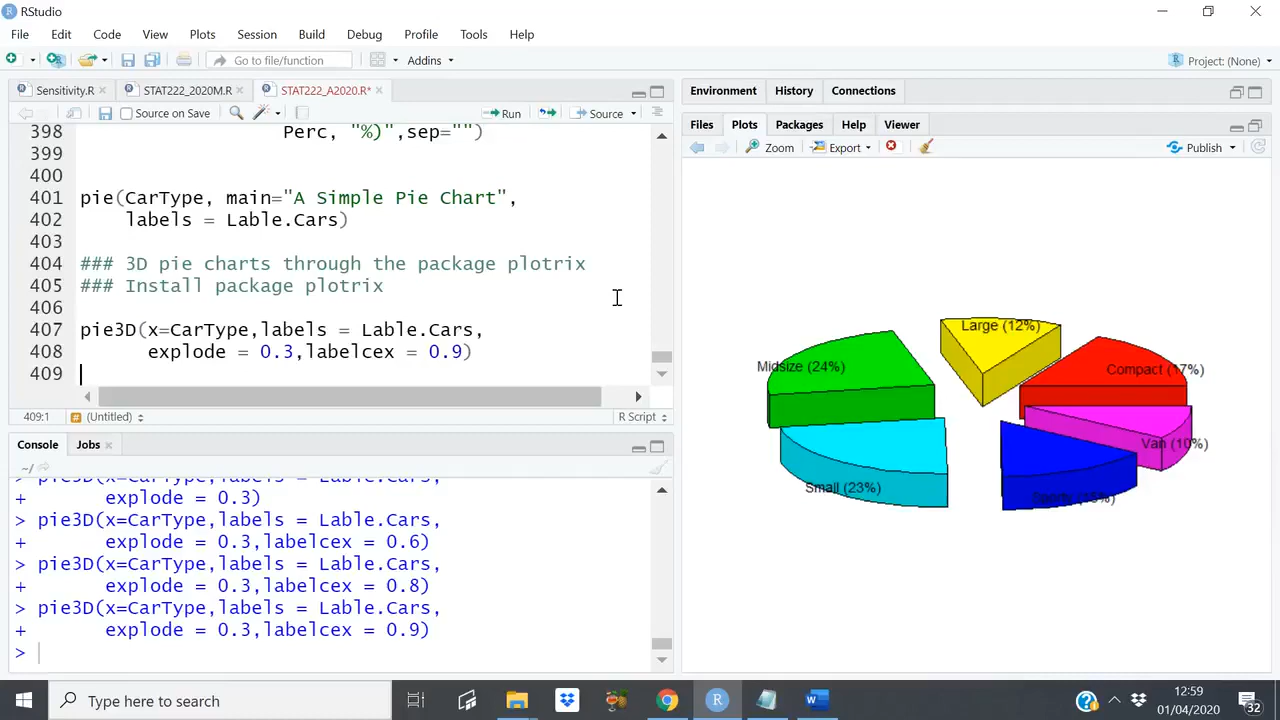 RStudio
File Edit Code View Plots Session Build Debug Profile Tools Help
Go to file/function Addins Project: (None)
Sensitivity.R STAT222_2020M.R STAT222_A2020.R*
Source on Save Run Source
398 Perc, "%)",sep="")
399
400
401 pie(CarType, main="A Simple Pie Chart",
402 labels = Lable.Cars)
403
404 ### 3D pie charts through the package plotrix
405 ### Install package plotrix
406
407 pie3D(x=CarType,labels = Lable.Cars,
408 explode = 0.3,labelcex = 0.9)
409
409:1 # (Untitled) R Script
Console Jobs
~/
> pie3D(x=CarType,labels = Lable.Cars,
+ explode = 0.3)
> pie3D(x=CarType,labels = Lable.Cars,
+ explode = 0.3,labelcex = 0.6)
> pie3D(x=CarType,labels = Lable.Cars,
+ explode = 0.3,labelcex = 0.8)
> pie3D(x=CarType,labels = Lable.Cars,
+ explode = 0.3,labelcex = 0.9)
>
Environment History Connections
Files Plots Packages Help Viewer
Zoom Export Publish
Large (12%)
Midsize (24%)
Compact (17%)
Van (10%)
Small (23%)
Sporty (15%)
Type here to search
12:59
01/04/2020
32